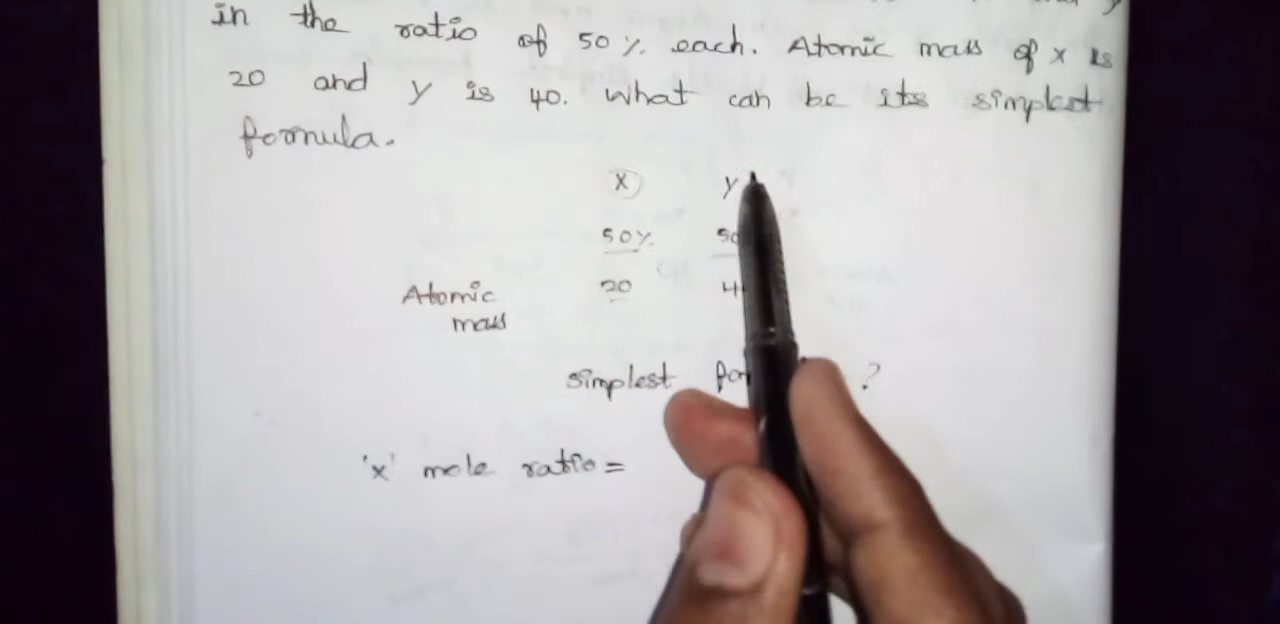 in the ratio of 50% each. Atomic mass of x is
20 and y is 40. What can be its simplest
formula.
x y
50%
Atomic 20
mass
simplest ?
'x' mole ratio =